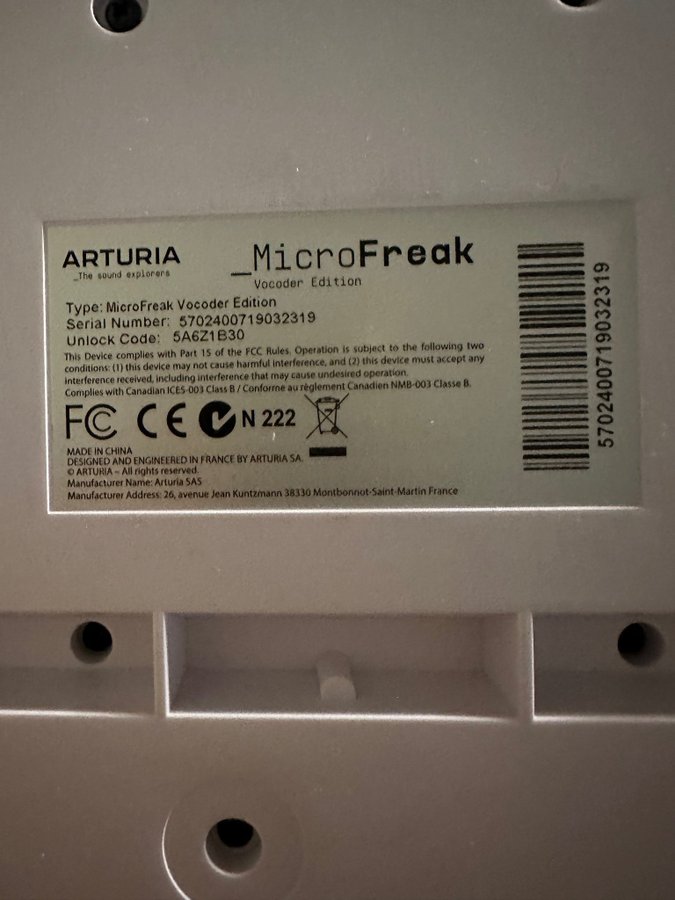 ARTURIA
_The sound explorers
_MicroFreak
Vocoder Edition
Type: MicroFreak Vocoder Edition
Serial Number: 5702400719032319
Unlock Code: 5A6Z1B30
This Device complies with Part 15 of the FCC Rules. Operation is subject to the following two
conditions: (1) this device may not cause harmful interference, and (2) this device must accept any
interference received, including interference that may cause undesired operation.
Complies with Canadian ICES-003 Class B / Conforme au règlement Canadien NMB-003 Classe B.
FC CE N 222
MADE IN CHINA
DESIGNED AND ENGINEERED IN FRANCE BY ARTURIA SA.
© ARTURIA – All rights reserved.
Manufacturer Name: Arturia SAS
Manufacturer Address: 26, avenue Jean Kuntzmann 38330 Montbonnot-Saint-Martin France
5702400719032319